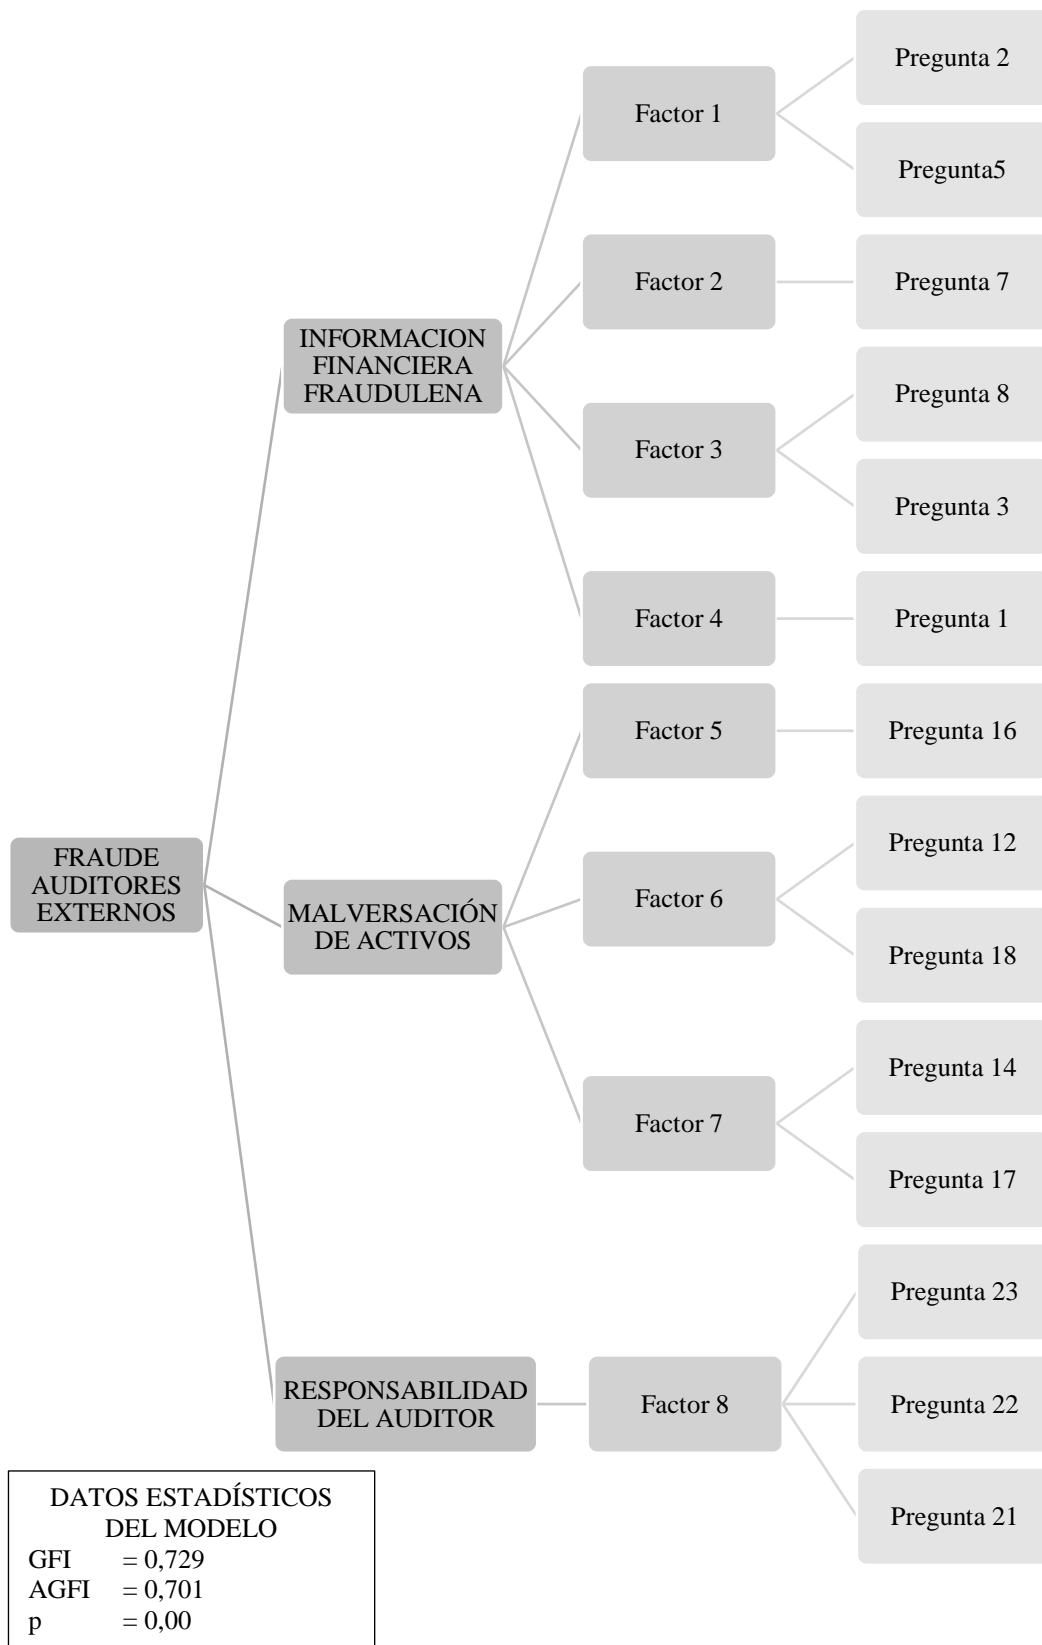 Pregunta 2
Factor 1
Pregunta5
Factor 2
Pregunta 7
INFORMACION
FINANCIERA
FRAUDULENA
Pregunta 8
Factor 3
Pregunta 3
Factor 4
Pregunta 1
Factor 5
Pregunta 16
Pregunta 12
FRAUDE
AUDITORES
EXTERNOS
MALVERSACIÓN
DE ACTIVOS
Factor 6
Pregunta 18
Pregunta 14
Factor 7
Pregunta 17
Pregunta 23
RESPONSABILIDAD
DEL AUDITOR
Factor 8
Pregunta 22
Pregunta 21
DATOS ESTADÍSTICOS
DEL MODELO
GFI = 0,729
AGFI = 0,701
p = 0,00